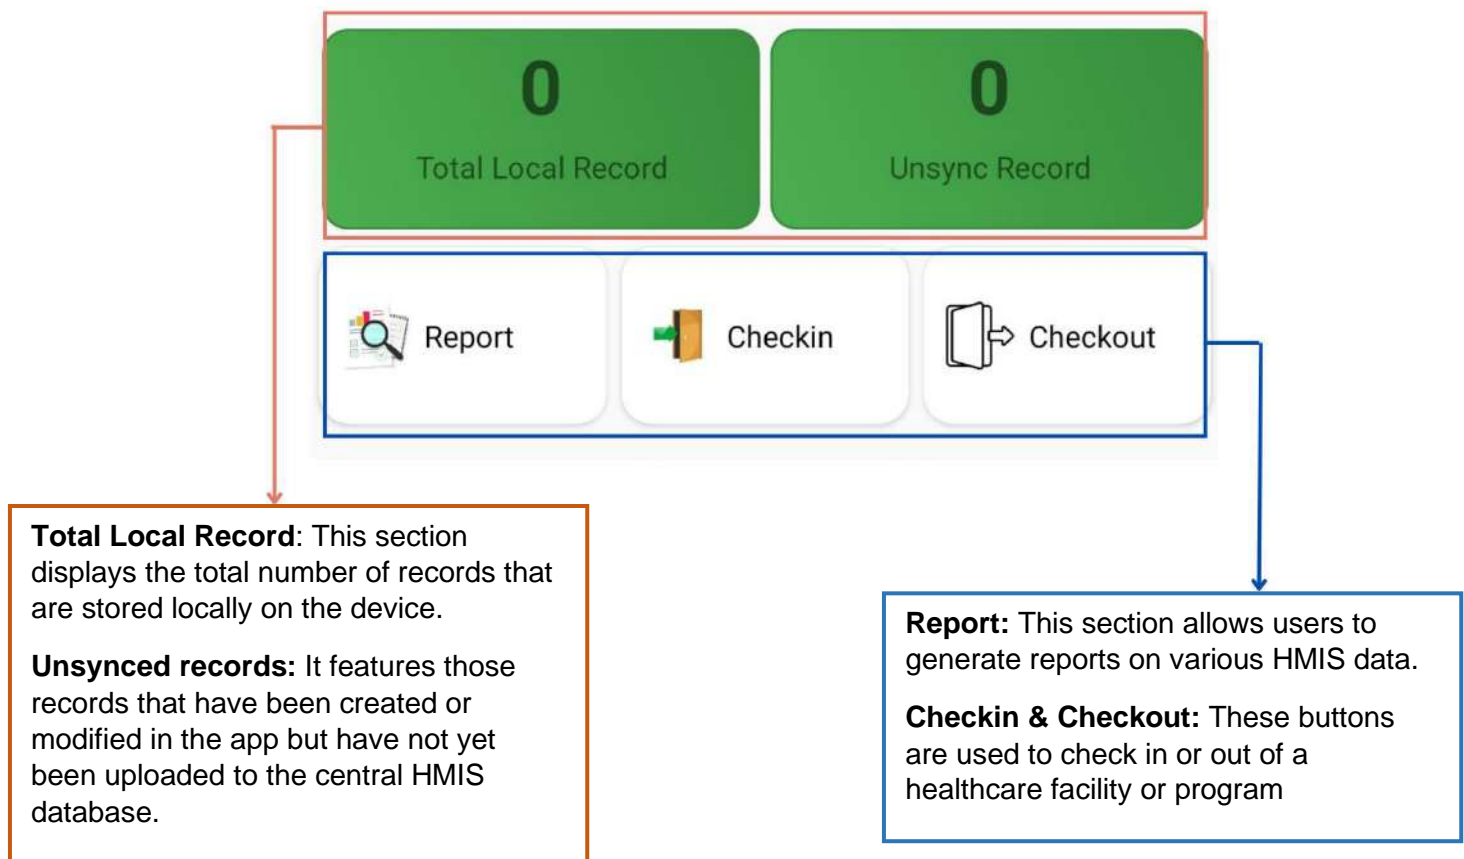 0
0
Total Local Record
Unsync Record
Report
Checkin
Checkout
Total Local Record: This section
displays the total number of records that
are stored locally on the device.
Unsynced records: It features those
records that have been created or
modified in the app but have not yet
been uploaded to the central HMIS
database.
Report: This section allows users to
generate reports on various HMIS data.
Checkin & Checkout: These buttons
are used to check in or out of a
healthcare facility or program